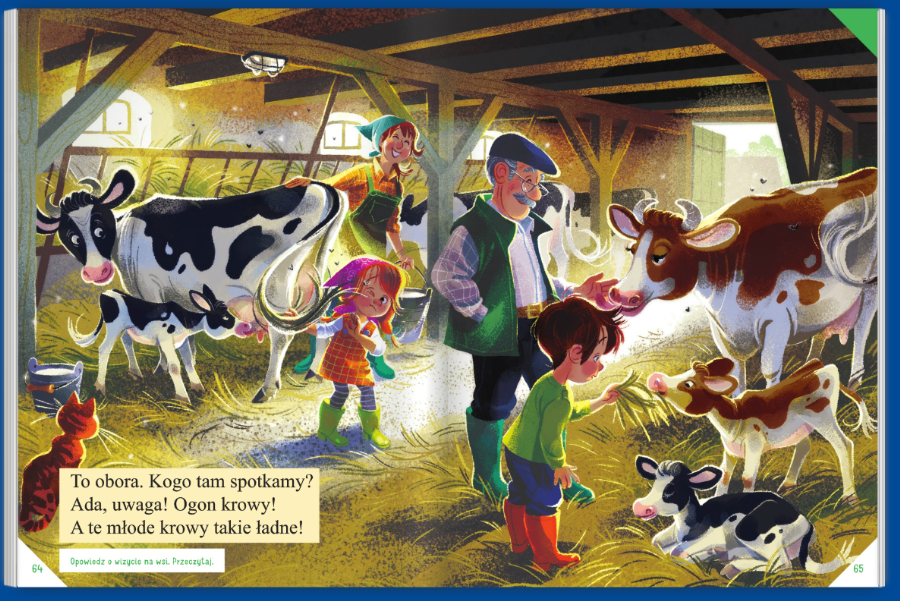 To obora. Kogo tam spotkamy?
Ada, uwaga! Ogon krowy!
A te młode krowy takie ładne!
Opowiedz o wizycie na wsi. Przeczytaj.
64
65